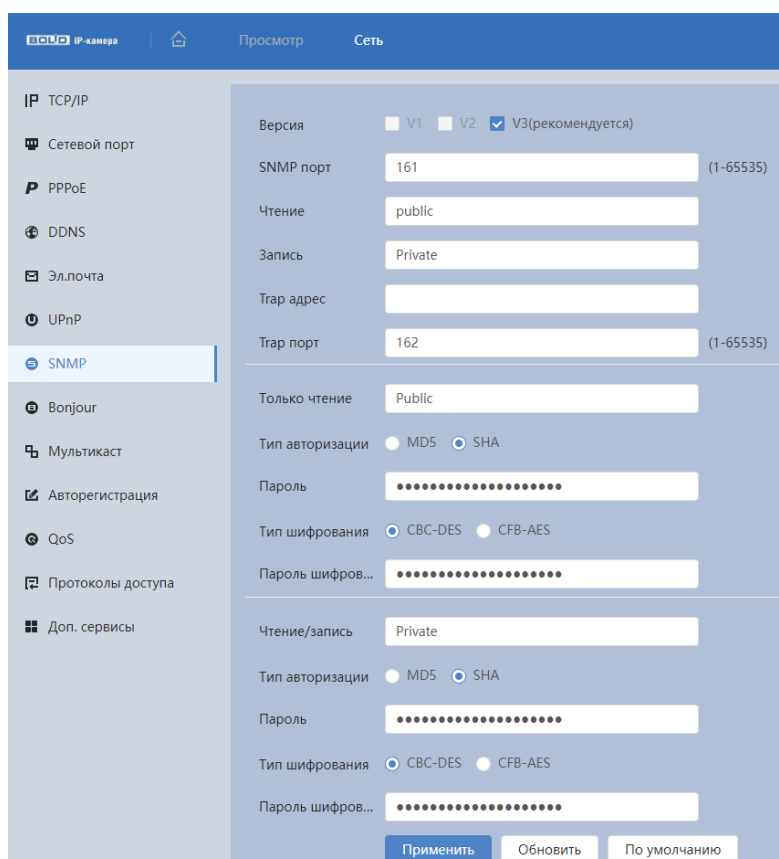 BOLID IP-камера Просмотр Сеть
TCP/IP
Сетевой порт
PPPoE
DDNS
Эл.почта
UPnP
SNMP
Bonjour
Мультикаст
Авторегистрация
QoS
Протоколы доступа
Доп. сервисы
Версия V1 V2 V3(рекомендуется)
SNMP порт 161 (1-65535)
Чтение public
Запись Private
Trap адрес
Trap порт 162 (1-65535)
Только чтение Public
Тип авторизации MD5 SHA
Пароль ••••••••••••••••••••
Тип шифрования CBC-DES CFB-AES
Пароль шифров... ••••••••••••••••••••
Чтение/запись Private
Тип авторизации MD5 SHA
Пароль ••••••••••••••••••••
Тип шифрования CBC-DES CFB-AES
Пароль шифров... ••••••••••••••••••••
Применить Обновить По умолчанию